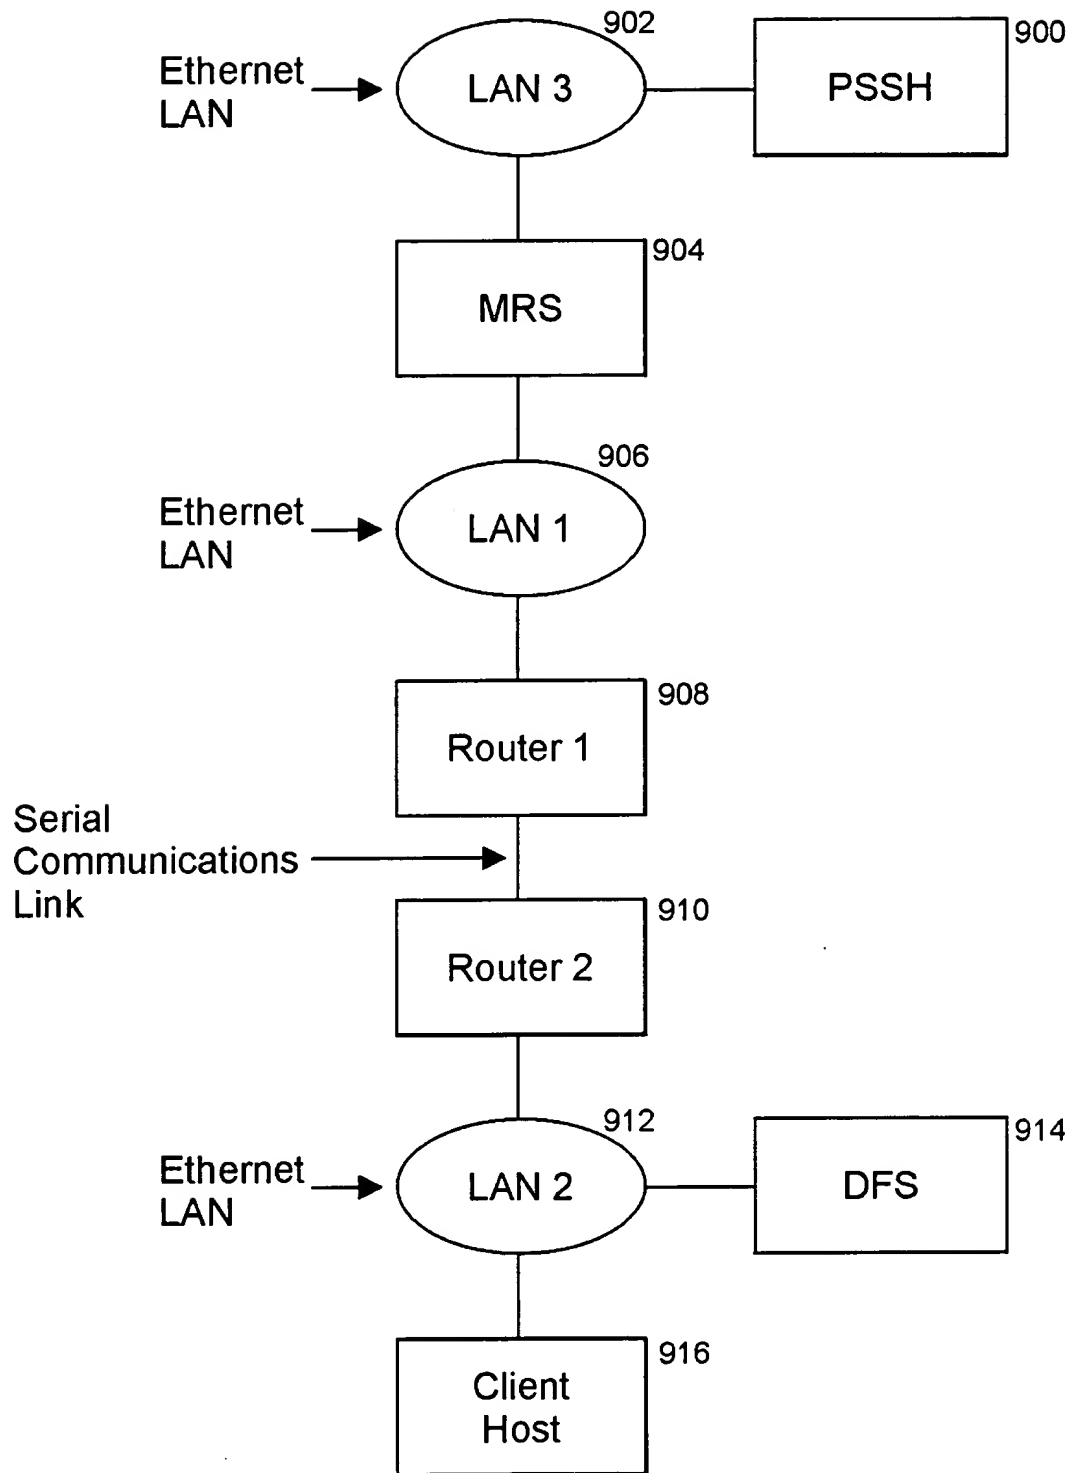 902
900
Ethernet
LAN
LAN 3
PSSH
904
MRS
906
Ethernet
LAN
LAN 1
908
Router 1
Serial
Communications
Link
910
Router 2
912
914
Ethernet
LAN
LAN 2
DFS
916
Client
Host